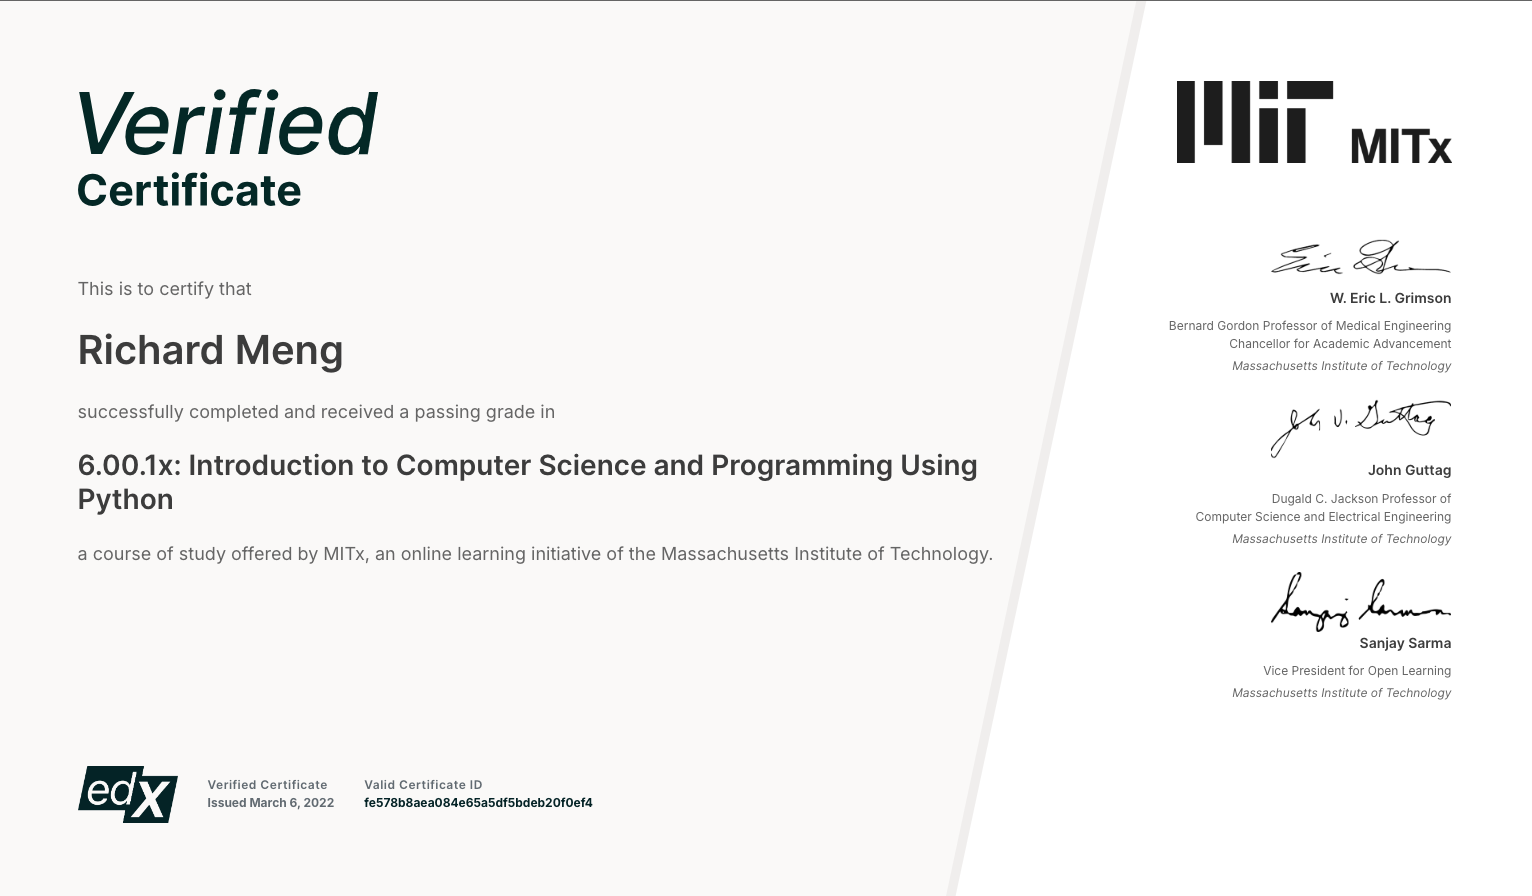 Verified
Certificate
This is to certify that
Richard Meng
successfully completed and received a passing grade in
6.00.1x: Introduction to Computer Science and Programming Using
Python
a course of study offered by MITx, an online learning initiative of the Massachusetts Institute of Technology.
edX
Verified Certificate
Issued March 6, 2022
Valid Certificate ID
fe578b8aea084e65a5df5bdeb20f0ef4
MIT MITx
W. Eric L. Grimson
Bernard Gordon Professor of Medical Engineering
Chancellor for Academic Advancement
Massachusetts Institute of Technology
John V. Guttag
John Guttag
Dugald C. Jackson Professor of
Computer Science and Electrical Engineering
Massachusetts Institute of Technology
Sanjay Sarma
Sanjay Sarma
Vice President for Open Learning
Massachusetts Institute of Technology